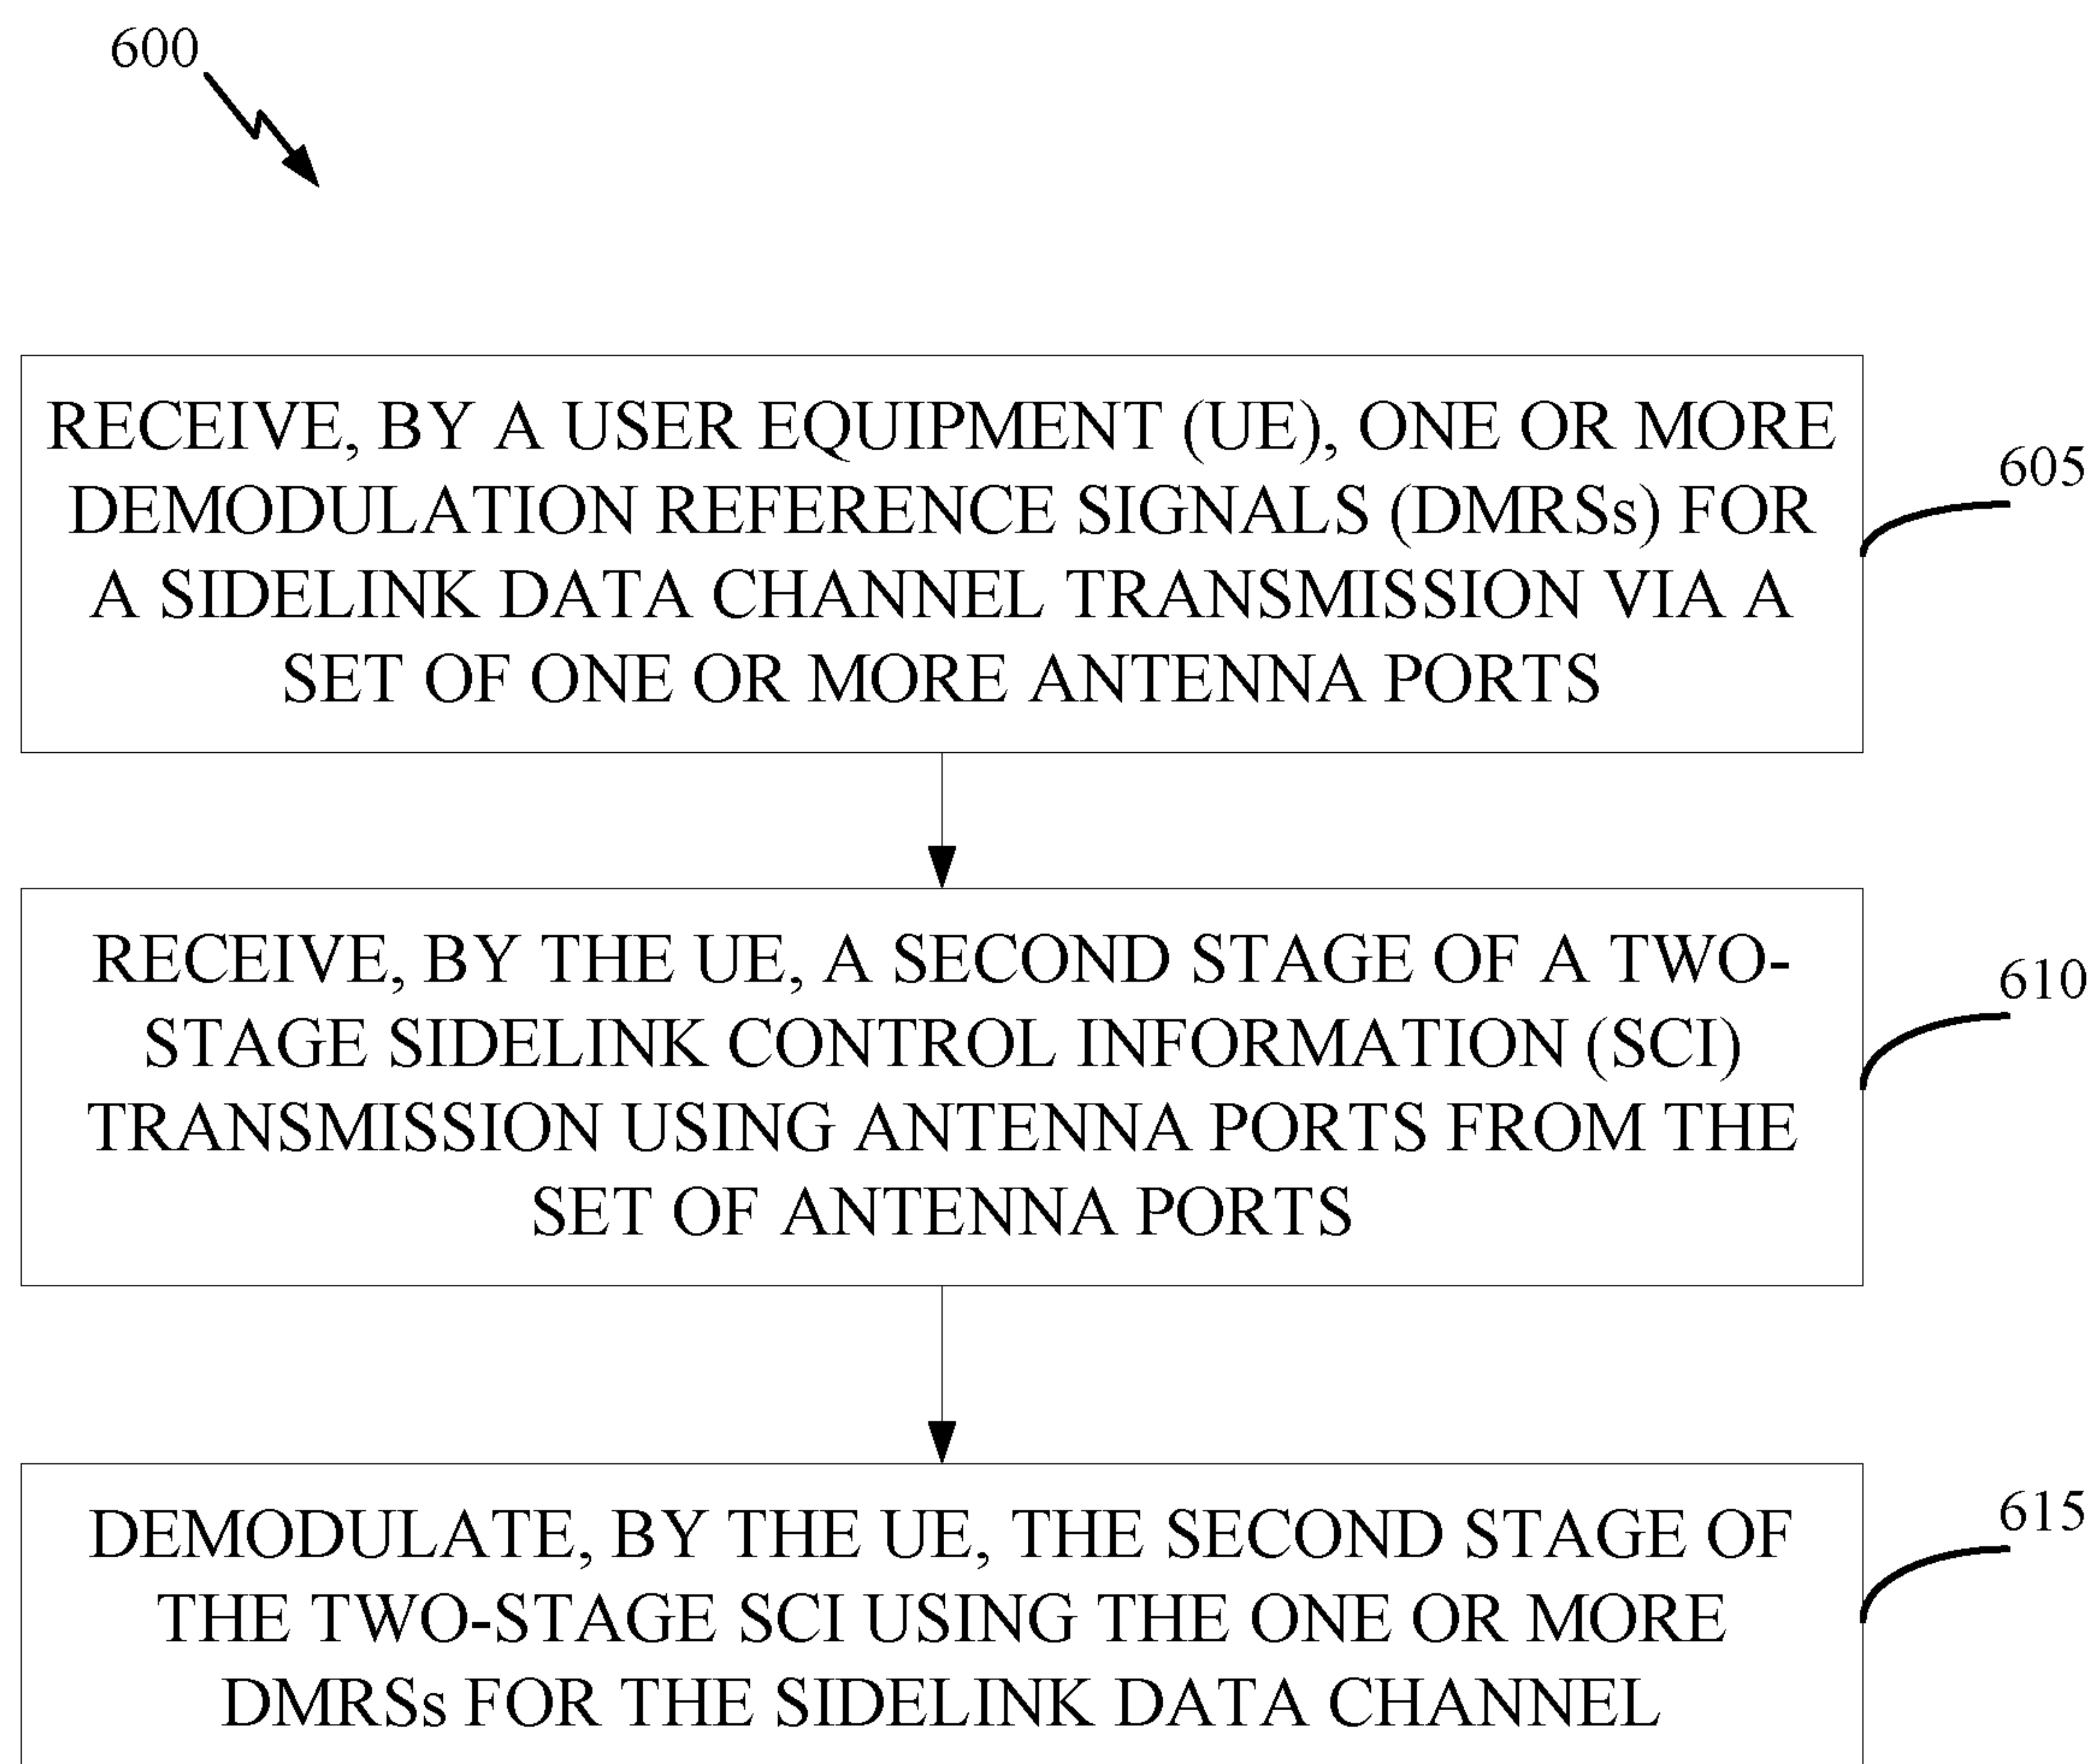 600
RECEIVE, BY A USER EQUIPMENT (UE), ONE OR MORE
DEMODULATION REFERENCE SIGNALS (DMRSs) FOR
A SIDELINK DATA CHANNEL TRANSMISSION VIA A
SET OF ONE OR MORE ANTENNA PORTS
605
RECEIVE, BY THE UE, A SECOND STAGE OF A TWO-
STAGE SIDELINK CONTROL INFORMATION (SCI)
TRANSMISSION USING ANTENNA PORTS FROM THE
SET OF ANTENNA PORTS
610
DEMODULATE, BY THE UE, THE SECOND STAGE OF
THE TWO-STAGE SCI USING THE ONE OR MORE
DMRSs FOR THE SIDELINK DATA CHANNEL
615